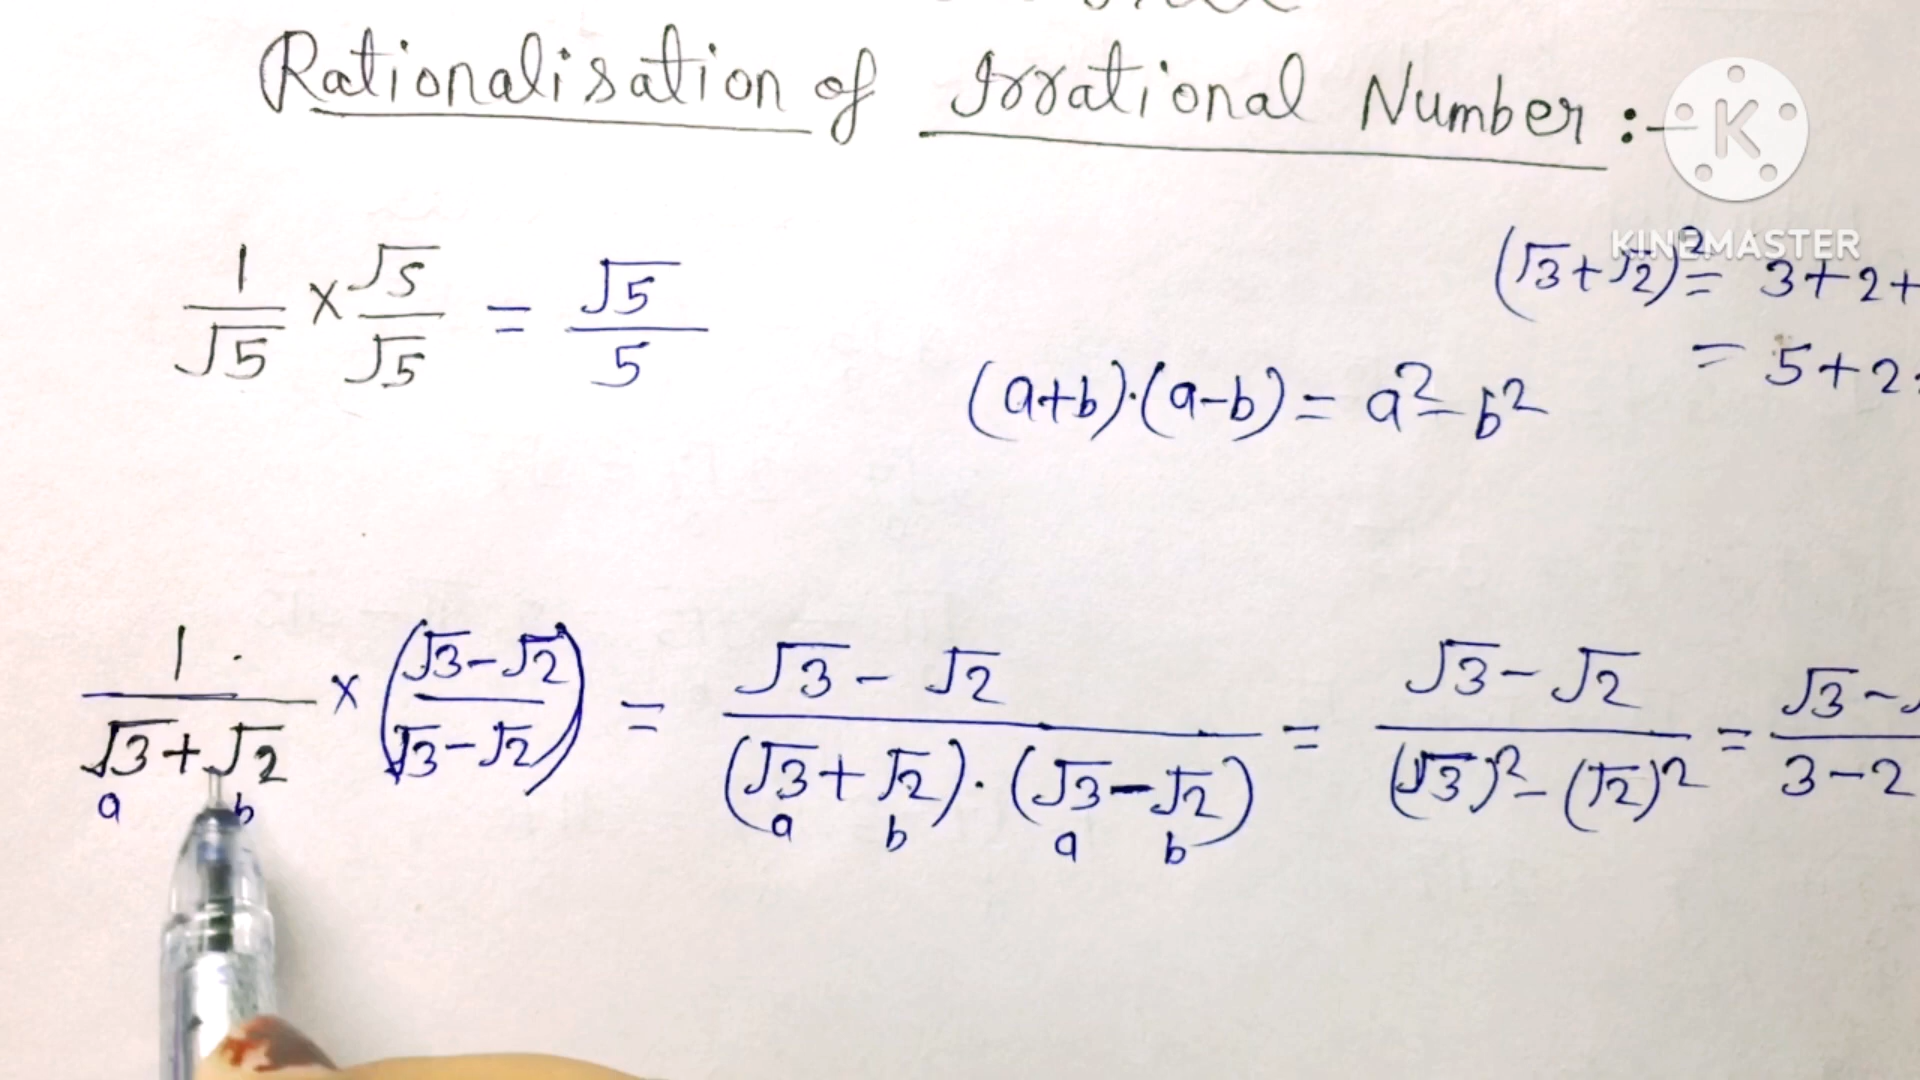 Rationalisation of Irrational Number :-
K
KINEMASTER
1/√5 × √5/√5 = √5/5
(√3+√2)² = 3+2+
= 5+2
(a+b)·(a-b) = a²-b²
1/(√3+√2) × (√3-√2)/(√3-√2) = (√3-√2)/((√3+√2)·(√3-√2)) = (√3-√2)/((√3)²-(√2)²) = √3-/3-2
a b a b a b